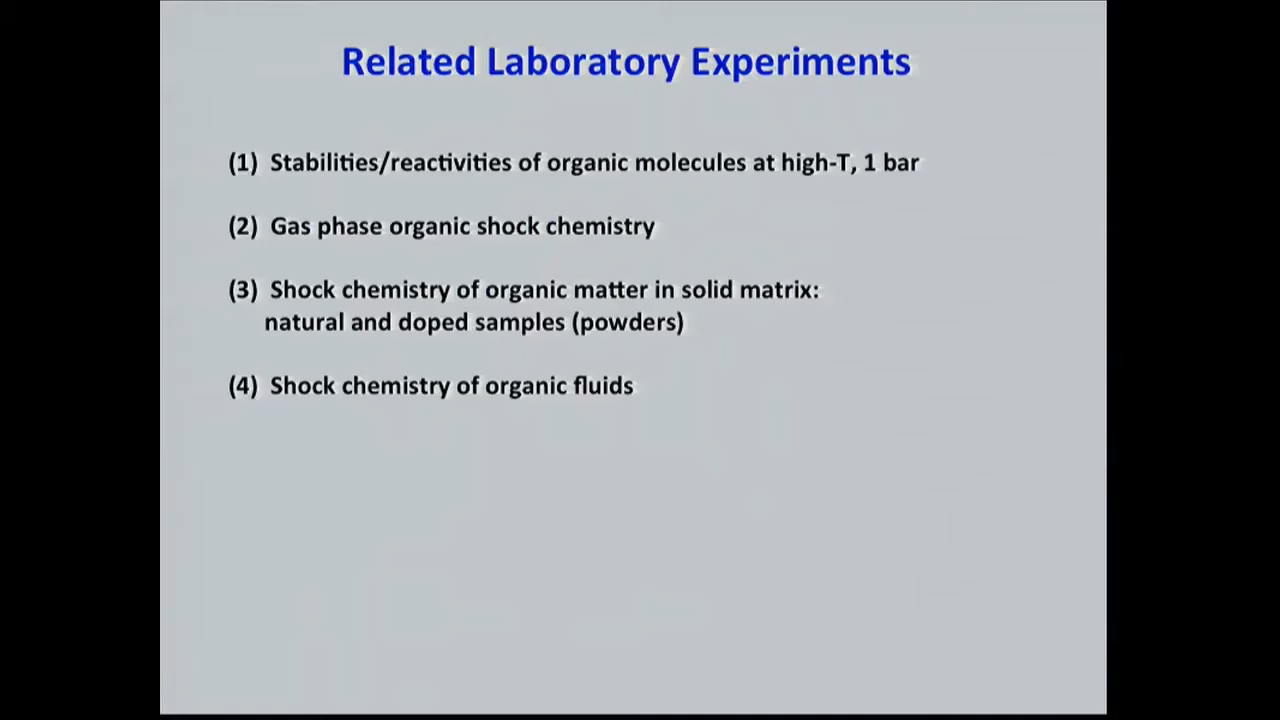 Related Laboratory Experiments
(1) Stabilities/reactivities of organic molecules at high-T, 1 bar
(2) Gas phase organic shock chemistry
(3) Shock chemistry of organic matter in solid matrix:
natural and doped samples (powders)
(4) Shock chemistry of organic fluids